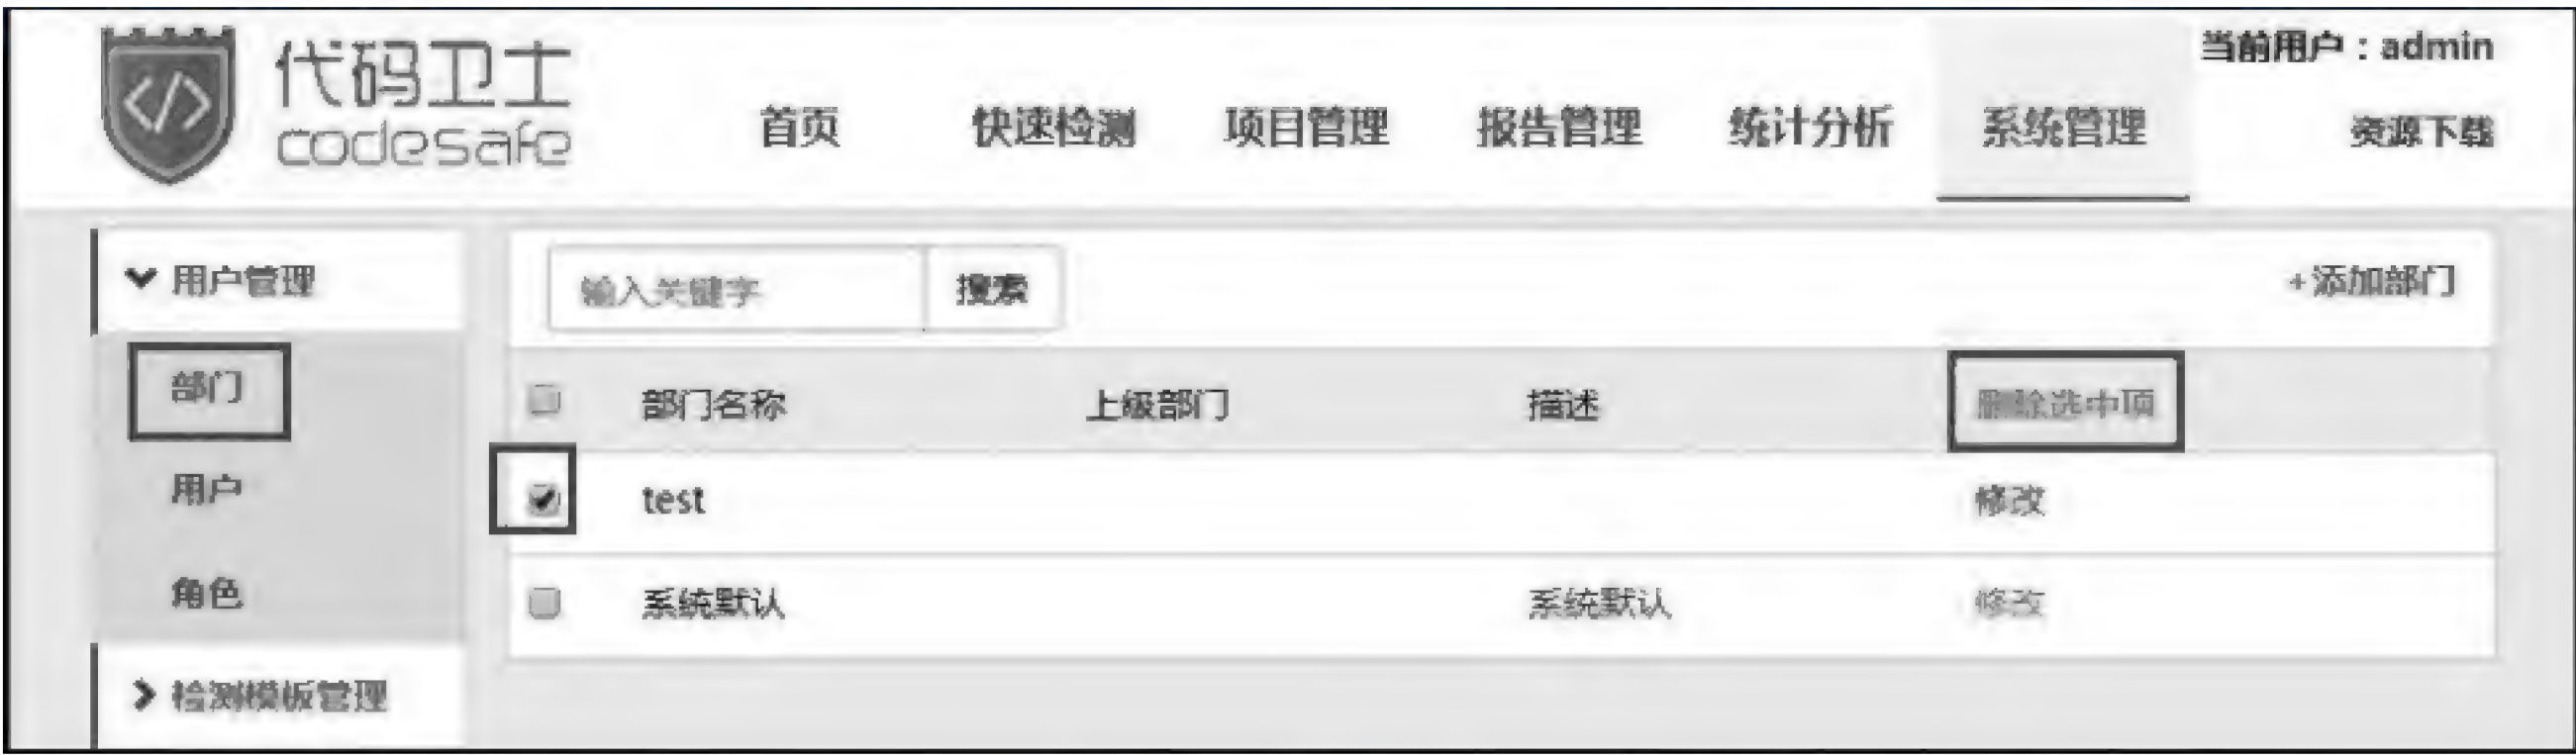 代码卫士
codesafe
首页 快速检测 项目管理 报告管理 统计分析 系统管理
当前用户：admin
资源下载
用户管理
部门
用户
角色
检测模板管理
输入关键字 搜索 +添加部门
部门名称 上级部门 描述 删除选中项
test 修改
系统默认 系统默认 修改